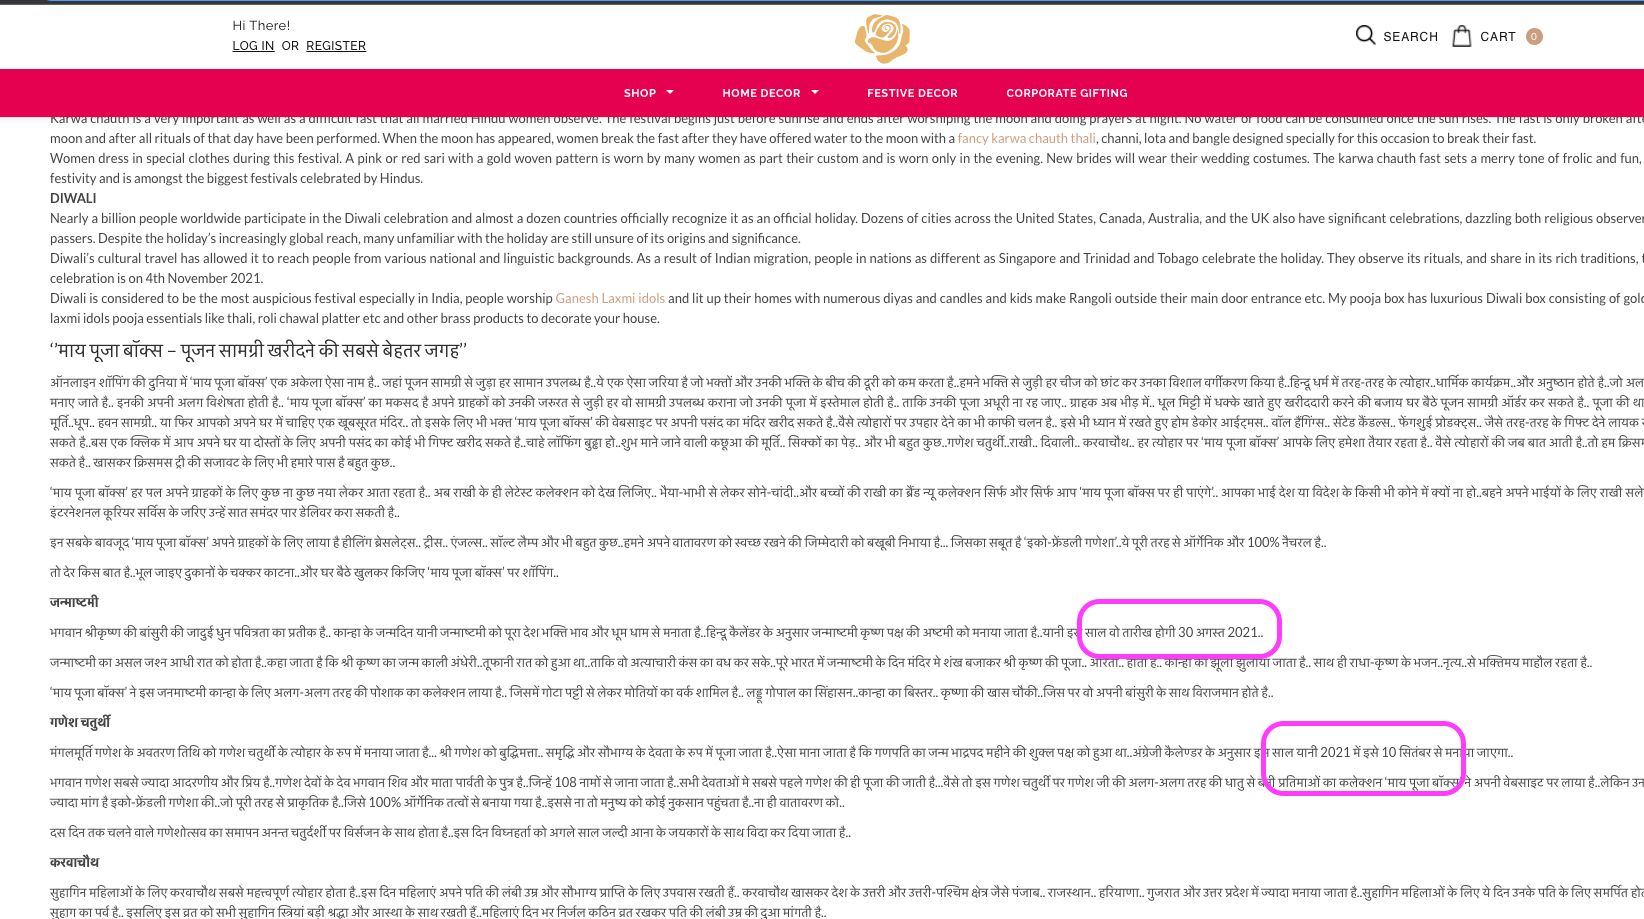 Hi There!
LOG IN OR REGISTER
SEARCH CART 0
SHOP HOME DECOR FESTIVE DECOR CORPORATE GIFTING
Karwa chauth is a very important as well as a difficult fast that all married Hindu women observe. The festival begins just before sunrise and ends after worshiping the moon and doing prayers at night. No water or food can be consumed once the sun rises. The fast is only broken after
moon and after all rituals of that day have been performed. When the moon has appeared, women break the fast after they have offered water to the moon with a fancy karwa chauth thali, channi, lota and bangle designed specially for this occasion to break their fast.
Women dress in special clothes during this festival. A pink or red sari with a gold woven pattern is worn by many women as part their custom and is worn only in the evening. New brides will wear their wedding costumes. The karwa chauth fast sets a merry tone of frolic and fun,
festivity and is amongst the biggest festivals celebrated by Hindus.
DIWALI
Nearly a billion people worldwide participate in the Diwali celebration and almost a dozen countries officially recognize it as an official holiday. Dozens of cities across the United States, Canada, Australia, and the UK also have significant celebrations, dazzling both religious
passers. Despite the holiday's increasingly global reach, many unfamiliar with the holiday are still unsure of its origins and significance.
Diwali's cultural travel has allowed it to reach people from various national and linguistic backgrounds. As a result of Indian migration, people in nations as different as Singapore and Trinidad and Tobago celebrate the holiday. They observe its rituals, and share in its rich traditions,
celebration is on 4th November 2021.
Diwali is considered to be the most auspicious festival especially in India, people worship Ganesh Laxmi idols and lit up their homes with numerous diyas and candles and kids make Rangoli outside their main door entrance etc. My pooja box has luxurious Diwali box consisting of
laxmi idols pooja essentials like thali, roli chawal platter etc and other brass products to decorate your house.
‘’माय पूजा बॉक्स – पूजन सामग्री खरीदने की सबसे बेहतर जगह’’
ऑनलाइन शॉपिंग की दुनिया में ‘माय पूजा बॉक्स’ एक अकेला ऐसा नाम है.. जहां पूजन सामग्री से जुड़ा हर सामान उपलब्ध है..ये एक ऐसा जरिया है जो भक्तों और उनकी भक्ति के बीच की दूरी को कम करता है..हमने भक्ति से जुड़ी हर चीज को छांट कर उनका विशाल वर्गीकरण किया है..हिन्दू धर्म में तरह-तरह के त्योहार..धार्मिक कार्यक्रम..और अनुष्ठान होते है..जो
मनाए जाते है.. इनकी अपनी अलग विशेषता होती है.. ‘माय पूजा बॉक्स’ का मकसद है अपने ग्राहकों को उनकी जरुरत से जुड़ी हर वो सामग्री उपलब्ध कराना जो उनकी पूजा में इस्तेमाल होती है.. ताकि उनकी पूजा अधूरी ना रह जाए.. ग्राहक अब भीड़ में.. धूल मिट्टी में धक्के खाते हुए खरीददारी करने की बजाय घर बैठे पूजन सामग्री ऑर्डर कर सकते है.. पूजा की
मूर्ति..धूप.. हवन सामग्री.. या फिर आपको अपने घर में चाहिए एक खूबसूरत मंदिर.. तो इसके लिए भी भक्त ‘माय पूजा बॉक्स’ की वेबसाइट पर अपनी पसंद का मंदिर खरीद सकते है..वैसे त्योहारों पर उपहार देने का भी काफी चलन है.. इसे भी ध्यान में रखते हुए होम डेकोर आईट्मस.. वॉल हैंगिंग्स.. सेंटेड कैंडल्स.. फेंगशुई प्रोडक्ट्स.. जैसे तरह-तरह के गिफ्ट देने लायक
सकते है..बस एक क्लिक में आप अपने घर या दोस्तों के लिए अपनी पसंद का कोई भी गिफ्ट खरीद सकते है..चाहे लॉफिंग बुद्धा हो..शुभ माने जाने वाली कछुआ की मूर्ति.. सिक्कों का पेड़.. और भी बहुत कुछ..गणेश चतुर्थी..राखी.. दिवाली.. करवाचौथ.. हर त्योहार पर ‘माय पूजा बॉक्स’ आपके लिए हमेशा तैयार रहता है.. वैसे त्योहारों की जब बात आती है..तो हम
सकते है.. खासकर क्रिसमस ट्री की सजावट के लिए भी हमारे पास है बहुत कुछ..
‘माय पूजा बॉक्स’ हर पल अपने ग्राहकों के लिए कुछ ना कुछ नया लेकर आता रहता है.. अब राखी के ही लेटेस्ट कलेक्शन को देख लिजिए.. भैया-भाभी से लेकर सोने-चांदी..और बच्चों की राखी का ब्रैंड न्यू कलेक्शन सिर्फ और सिर्फ आप ‘माय पूजा बॉक्स पर ही पाएंगे’.. आपका भाई देश या विदेश के किसी भी कोने में क्यों ना हो..बहने अपने भाईयों के लिए राखी
इंटरनेशनल कूरियर सर्विस के जरिए उन्हें सात समंदर पार डेलिवर करा सकती है..
इन सबके बावजूद ‘माय पूजा बॉक्स’ अपने ग्राहकों के लिए लाया है हीलिंग ब्रेसलेट्स.. ट्रीस.. एंजल्स.. सॉल्ट लैम्प और भी बहुत कुछ..हमने अपने वातावरण को स्वच्छ रखने की जिम्मेदारी को बखूबी निभाया है... जिसका सबूत है ‘इको-फ्रेंडली गणेशा’..ये पूरी तरह से ऑर्गेनिक और 100% नैचरल है..
तो देर किस बात है..भूल जाइए दुकानों के चक्कर काटना..और घर बैठे खुलकर किजिए ‘माय पूजा बॉक्स’ पर शॉपिंग..
जन्माष्टमी
भगवान श्रीकृष्ण की बांसुरी की जादुई धुन पवित्रता का प्रतीक है.. कान्हा के जन्मदिन यानी जन्माष्टमी को पूरा देश भक्ति भाव और धूम धाम से मनाता है..हिन्दू कैलेंडर के अनुसार जन्माष्टमी कृष्ण पक्ष की अष्टमी को मनाया जाता है..यानी इस साल वो तारीख होगी 30 अगस्त 2021..
जन्माष्टमी का असल जश्न आधी रात को होता है..कहा जाता है कि श्री कृष्ण का जन्म काली अंधेरी..तूफानी रात को हुआ था..ताकि वो अत्याचारी कंस का वध कर सके..पूरे भारत में जन्माष्टमी के दिन मंदिर मे शंख बजाकर श्री कृष्ण की पूजा.. आरती.. होती है.. कान्हा को झूला झुलाया जाता है.. साथ ही राधा-कृष्ण के भजन..नृत्य..से भक्तिमय माहौल रहता है..
‘माय पूजा बॉक्स’ ने इस जनमाष्टमी कान्हा के लिए अलग-अलग तरह की पोशाक का कलेक्शन लाया है.. जिसमें गोटा पट्टी से लेकर मोतियों का वर्क शामिल है.. लड्डू गोपाल का सिंहासन..कान्हा का बिस्तर.. कृष्णा की खास चौकी..जिस पर वो अपनी बांसुरी के साथ विराजमान होते है..
गणेश चतुर्थी
मंगलमूर्ति गणेश के अवतरण तिथि को गणेश चतुर्थी के त्योहार के रुप में मनाया जाता है... श्री गणेश को बुद्धिमत्ता.. समृद्धि और सौभाग्य के देवता के रुप में पूजा जाता है..ऐसा माना जाता है कि गणपति का जन्म भाद्रपद महीने की शुक्ल पक्ष को हुआ था..अंग्रेजी कैलेण्डर के अनुसार इस साल यानी 2021 में इसे 10 सितंबर से मनाया जाएगा..
भगवान गणेश सबसे ज्यादा आदरणीय और प्रिय है..गणेश देवों के देव भगवान शिव और माता पार्वती के पुत्र है..जिन्हें 108 नामों से जाना जाता है..सभी देवताओं मे सबसे पहले गणेश की ही पूजा की जाती है...वैसे तो इस गणेश चतुर्थी पर गणेश जी की अलग-अलग तरह की धातु से बनी प्रतिमाओं का कलेक्शन ‘माय पूजा बॉक्स’ ने अपनी वेबसाइट पर लाया है..लेकिन
ज्यादा मांग है इको-फ्रेंडली गणेशा की..जो पूरी तरह से प्राकृतिक है..जिसे 100% ऑर्गेनिक तत्वों से बनाया गया है..इससे ना तो मनुष्य को कोई नुकसान पहुंचता है..ना ही वातावरण को..
दस दिन तक चलने वाले गणेशोत्सव का समापन अनन्त चतुर्दर्शी पर विर्सजन के साथ होता है..इस दिन विघ्नहर्ता को अगले साल जल्दी आना के जयकारों के साथ विदा कर दिया जाता है..
करवाचौथ
सुहागिन महिलाओं के लिए करवाचौथ सबसे महत्त्वपूर्ण त्योहार होता है..इस दिन महिलाएं अपने पति की लंबी उम्र और सौभाग्य प्राप्ति के लिए उपवास रखती हैं.. करवाचौथ खासकर देश के उत्तरी और उत्तरी-पश्चिम क्षेत्र जैसे पंजाब.. राजस्थान.. हरियाणा.. गुजरात और उत्तर प्रदेश में ज्यादा मनाया जाता है..सुहागिन महिलाओं के लिए ये दिन उनके पति के लिए समर्पित
सुहाग का पर्व है.. इसलिए इस व्रत को सभी सुहागिन स्त्रियां बड़ी श्रद्धा और आस्था के साथ रखती हैं..महिलाएं दिन भर निर्जल कठिन व्रत रखकर पति की लंबी उम्र की दुआ मांगती है..